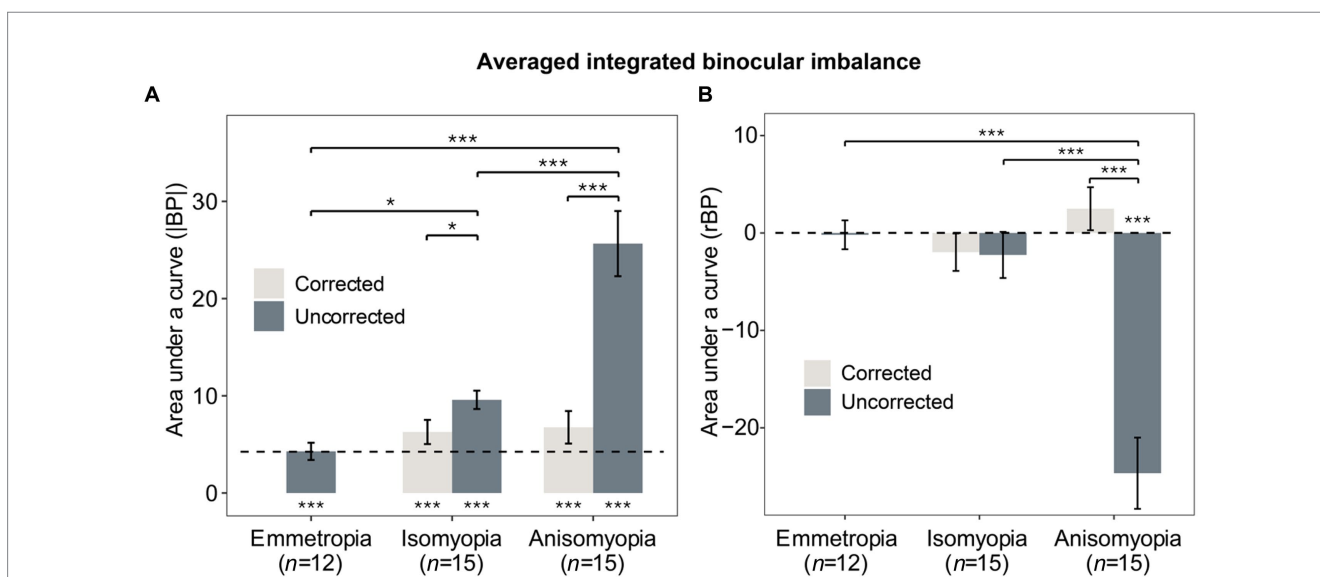 Averaged integrated binocular imbalance
A
Area under a curve (|BP|)
30
20
10
0
***
***
*
***
*
Corrected
Uncorrected
*** *** *** *** ***
Emmetropia Isomyopia Anisomyopia
(n=12) (n=15) (n=15)
B
Area under a curve (rBP)
10
0
−10
−20
***
***
***
***
Corrected
Uncorrected
Emmetropia Isomyopia Anisomyopia
(n=12) (n=15) (n=15)